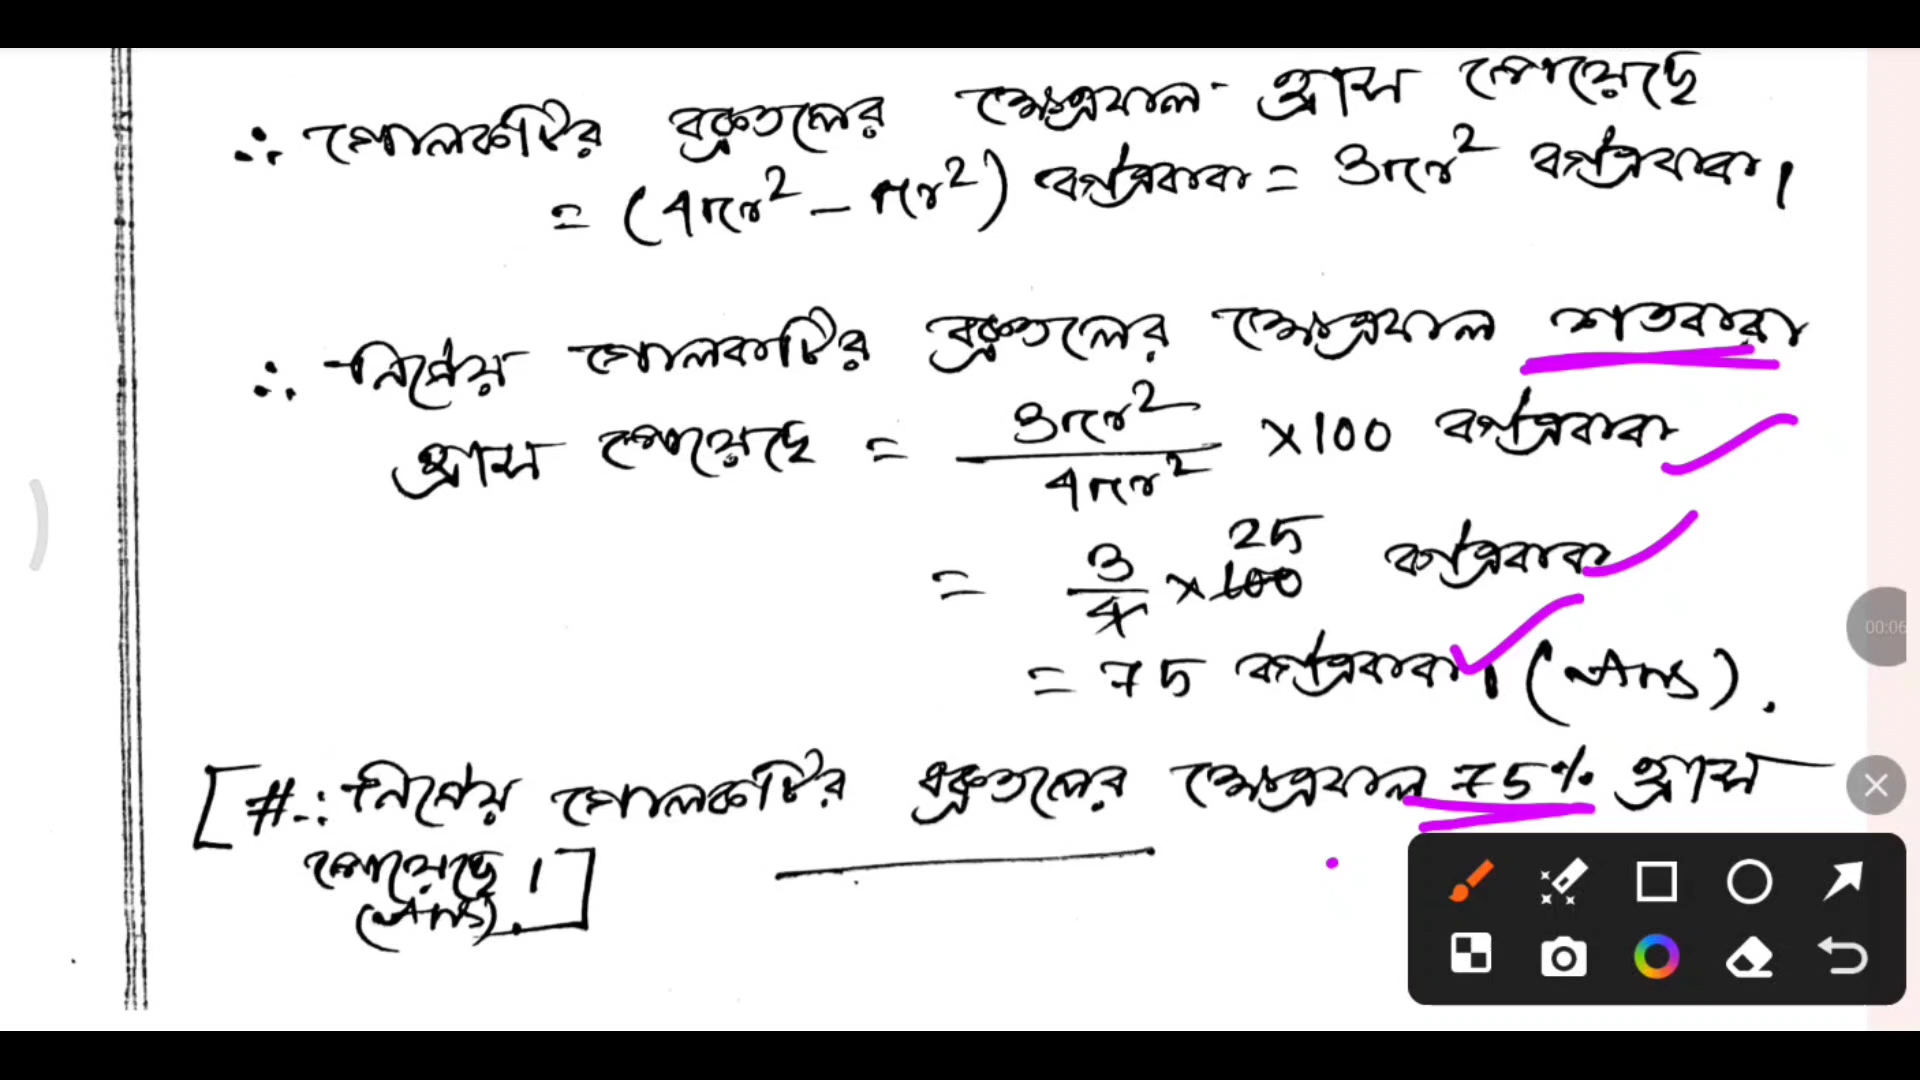 ∴ গোলকটির বক্রতলের ক্ষেত্রফল হ্রাস পেয়েছে
= (4πr² − πr²) বর্গএকক = 3πr² বর্গএকক।
∴ নির্ণেয় গোলকটির বক্রতলের ক্ষেত্রফল শতকরা
হ্রাস পেয়েছে = 3πr²/4πr² ×100 বর্গএকক
= 3/4 ×100 25 বর্গএকক
= 75 বর্গএকক। (Ans).
[#∴ নির্ণেয় গোলকটির বক্রতলের ক্ষেত্রফল 75% হ্রাস
পেয়েছে।
(Ans).]
00:06